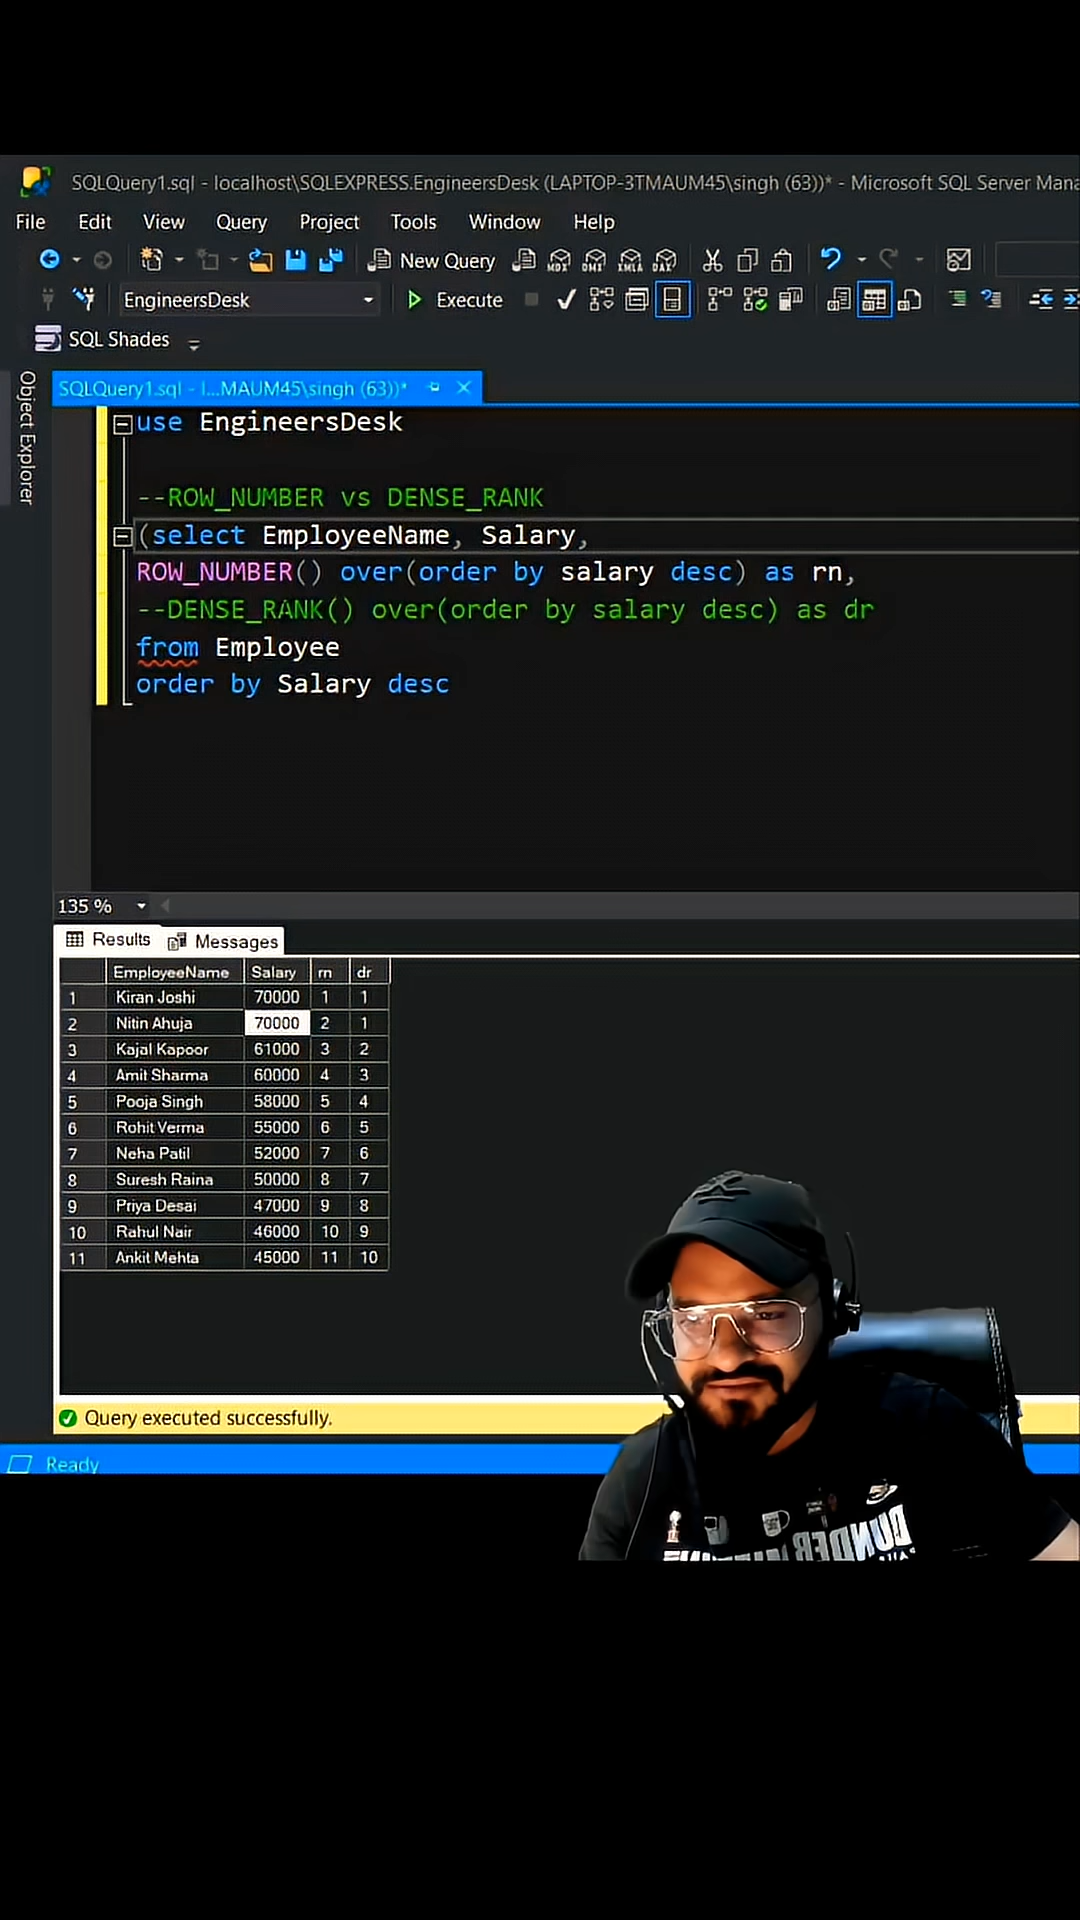 SQLQuery1.sql - localhost\SQLEXPRESS.EngineersDesk (LAPTOP-3TMAUM45\singh (63))* - Microsoft SQL Server Mana
File Edit View Query Project Tools Window Help
New Query
EngineersDesk Execute
SQL Shades
Object Explorer
SQLQuery1.sql - l...MAUM45\singh (63))*
use EngineersDesk
--ROW_NUMBER vs DENSE_RANK
(select EmployeeName, Salary,
ROW_NUMBER() over(order by salary desc) as rn,
--DENSE_RANK() over(order by salary desc) as dr
from Employee
order by Salary desc
135 %
Results Messages
EmployeeName Salary rn dr
1 Kiran Joshi 70000 1 1
2 Nitin Ahuja 70000 2 1
3 Kajal Kapoor 61000 3 2
4 Amit Sharma 60000 4 3
5 Pooja Singh 58000 5 4
6 Rohit Verma 55000 6 5
7 Neha Patil 52000 7 6
8 Suresh Raina 50000 8 7
9 Priya Desai 47000 9 8
10 Rahul Nair 46000 10 9
11 Ankit Mehta 45000 11 10
Query executed successfully.
Ready
DUNDER